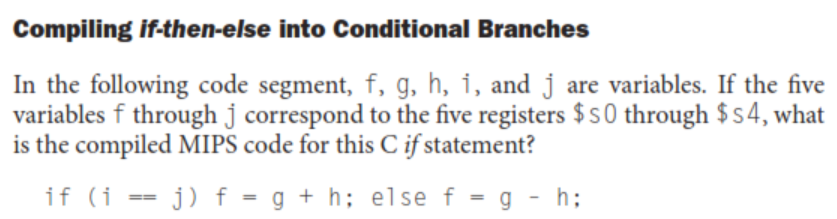 Compiling if-then-else into Conditional Branches
In the following code segment, f, g, h, i, and j are variables. If the five
variables f through j correspond to the five registers $s0 through $s4, what
is the compiled MIPS code for this C if statement?
if (i == j) f = g + h; else f = g - h;